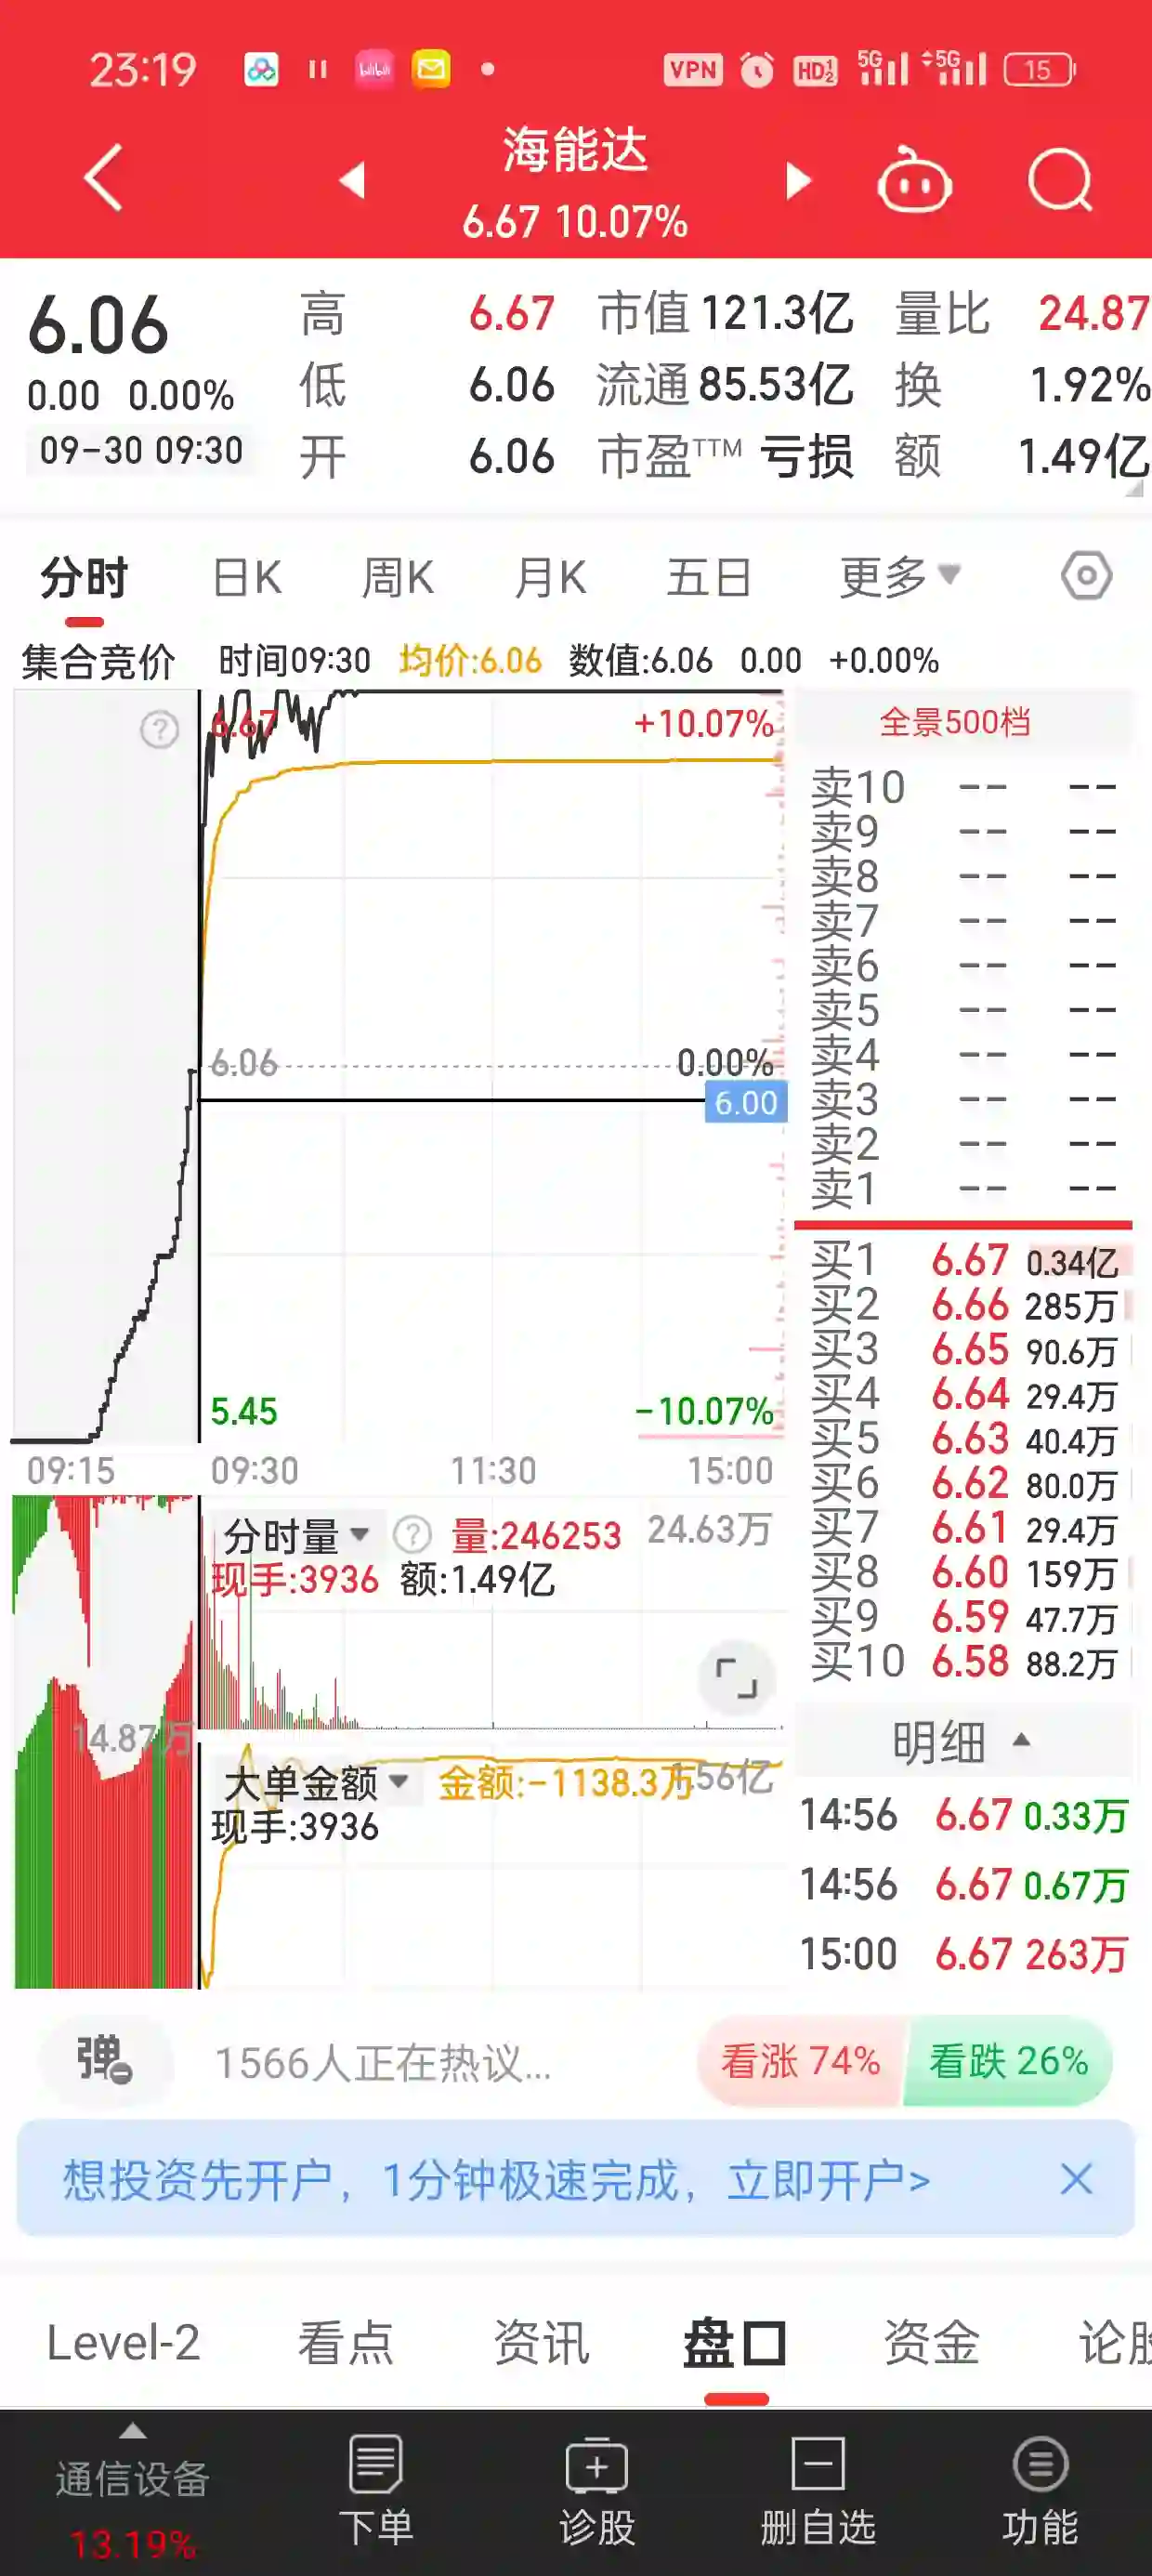 23:19 bilibili VPN HD1 2 5G 5G 15
海能达
6.67 10.07%
6.06 高 6.67 市值 121.3亿 量比 24.87
0.00 0.00% 低 6.06 流通 85.53亿 换 1.92%
09-30 09:30 开 6.06 市盈TTM 亏损 额 1.49亿
分时 日K 周K 月K 五日 更多
集合竞价 时间09:30 均价:6.06 数值:6.06 0.00 +0.00%
? 6.67 +10.07% 全景500档
卖10 -- --
卖9 -- --
卖8 -- --
卖7 -- --
卖6 -- --
卖5 -- --
6.06 0.00% 卖4 -- --
6.00 卖3 -- --
卖2 -- --
卖1 -- --
买1 6.67 0.34亿
买2 6.66 285万
买3 6.65 90.6万
买4 6.64 29.4万
5.45 -10.07% 买5 6.63 40.4万
09:15 09:30 11:30 15:00 买6 6.62 80.0万
分时量 ? 量:246253 24.63万 买7 6.61 29.4万
现手:3936 额:1.49亿 买8 6.60 159万
买9 6.59 47.7万
买10 6.58 88.2万
14.87万 明细
大单金额 金额:-1138.3万 .56亿
现手:3936 14:56 6.67 0.33万
14:56 6.67 0.67万
15:00 6.67 263万
弹 1566人正在热议... 看涨 74% 看跌 26%
想投资先开户，1分钟极速完成，立即开户>
Level-2 看点 资讯 盘口 资金 论股
通信设备 下单 诊股 删自选 功能
13.19%